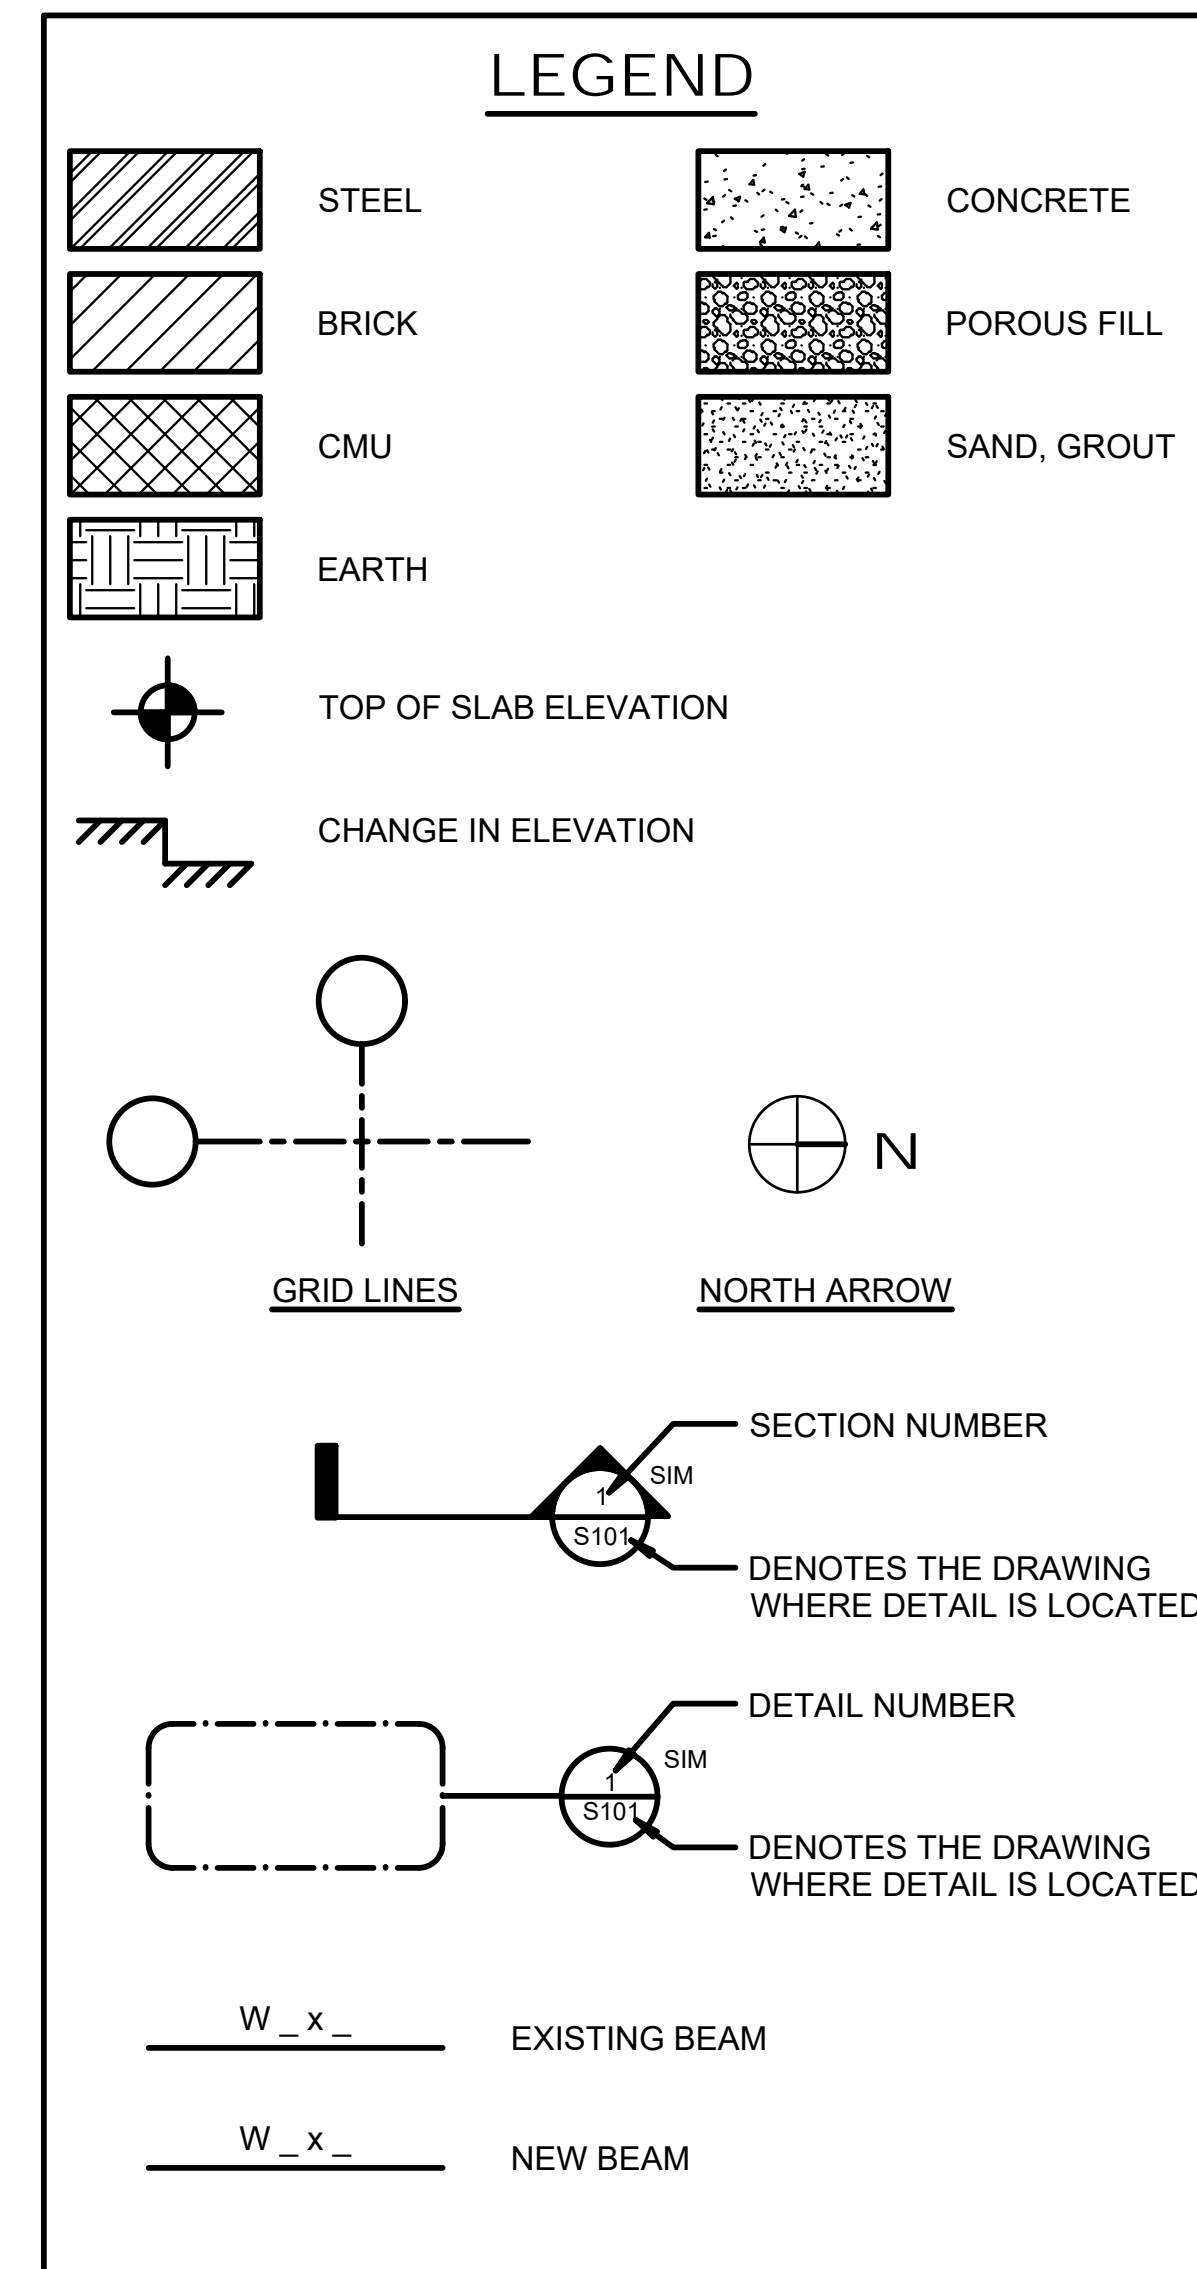 LEGEND
STEEL
CONCRETE
BRICK
POROUS FILL
CMU
SAND, GROUT
EARTH
TOP OF SLAB ELEVATION
CHANGE IN ELEVATION
N
GRID LINES
NORTH ARROW
SECTION NUMBER
SIM
1
S101
DENOTES THE DRAWING
WHERE DETAIL IS LOCATED
DETAIL NUMBER
SIM
1
S101
DENOTES THE DRAWING
WHERE DETAIL IS LOCATED
W _ x _
EXISTING BEAM
W _ x _
NEW BEAM